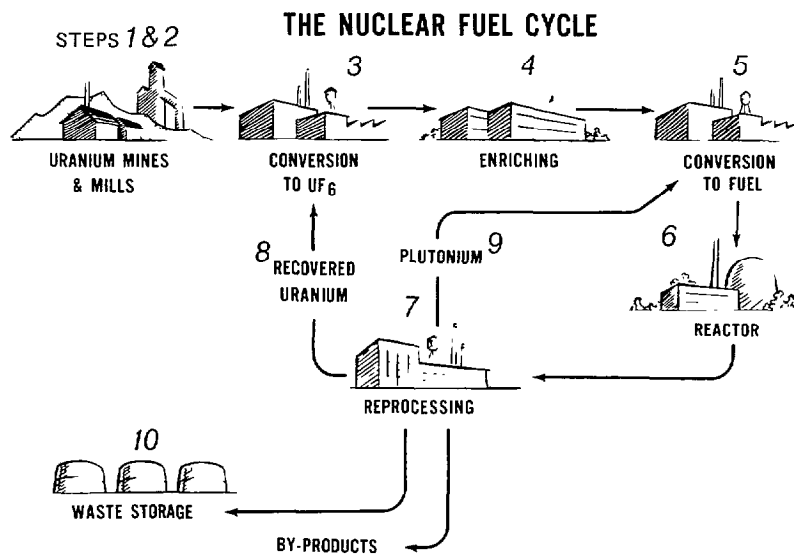 THE NUCLEAR FUEL CYCLE
STEPS 1 & 2
3
4
5
URANIUM MINES
& MILLS
CONVERSION
TO UF6
ENRICHING
CONVERSION
TO FUEL
8
RECOVERED
URANIUM
PLUTONIUM
9
6
REACTOR
7
REPROCESSING
10
WASTE STORAGE
BY-PRODUCTS